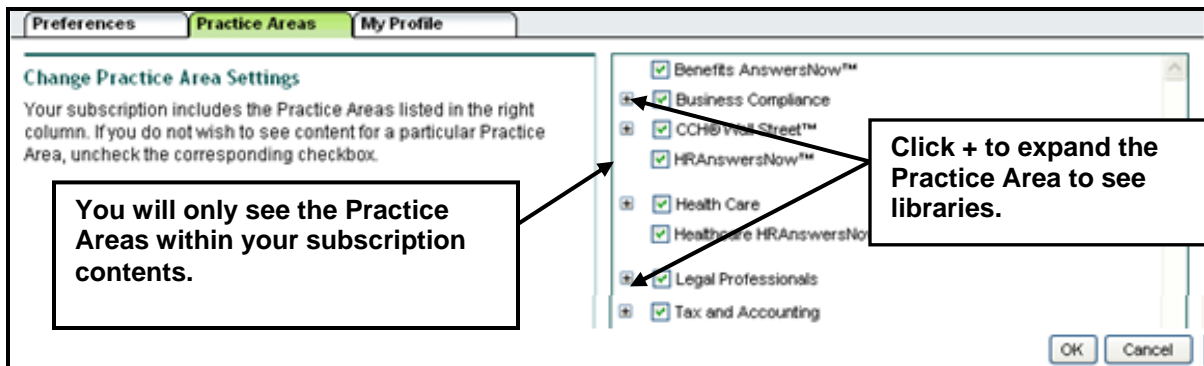 Preferences
Practice Areas
My Profile
Change Practice Area Settings
Your subscription includes the Practice Areas listed in the right
column. If you do not wish to see content for a particular Practice
Area, uncheck the corresponding checkbox.
You will only see the Practice
Areas within your subscription
contents.
Benefits AnswersNow™
Business Compliance
CCH® Wall Street™
HRAnswersNow™
Health Care
Healthcare HRAnswersNo
Legal Professionals
Tax and Accounting
Click + to expand the
Practice Area to see
libraries.
OK
Cancel